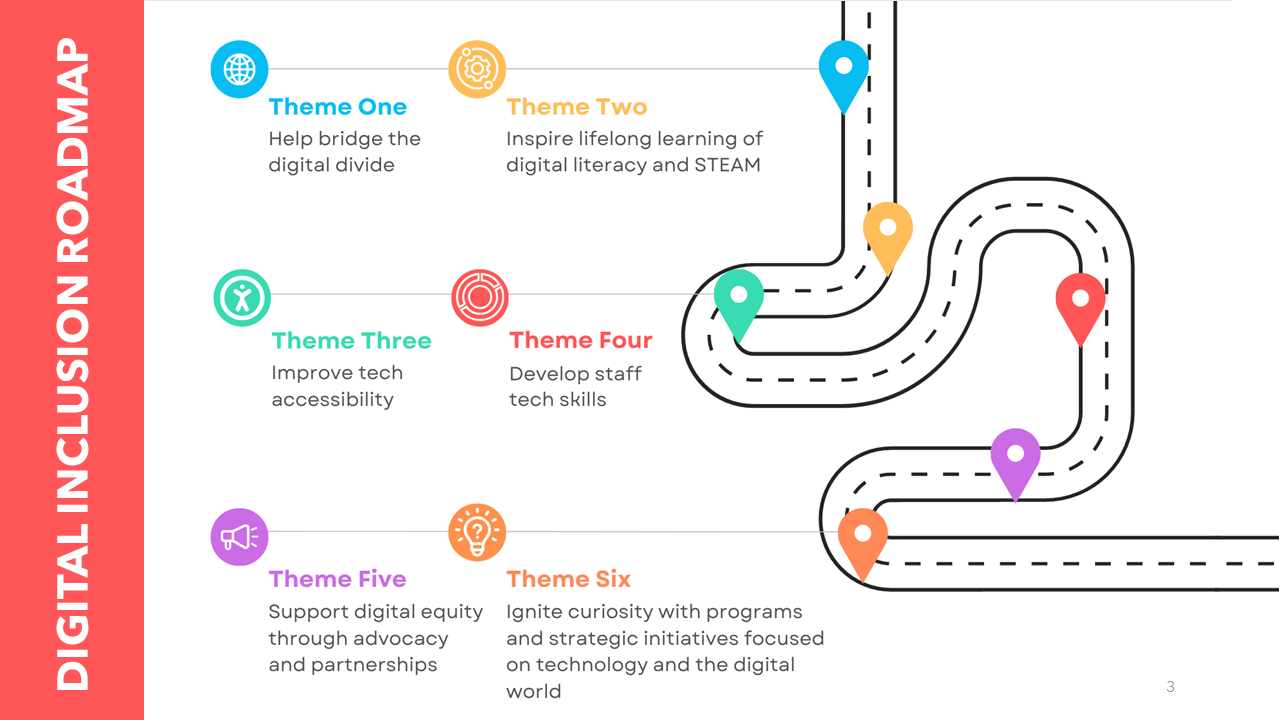 DIGITAL INCLUSION ROADMAP
Theme One
Help bridge the
digital divide
Theme Two
Inspire lifelong learning of
digital literacy and STEAM
Theme Three
Improve tech
accessibility
Theme Four
Develop staff
tech skills
Theme Five
Support digital equity
through advocacy
and partnerships
?
Theme Six
Ignite curiosity with programs
and strategic initiatives focused
on technology and the digital
world
3